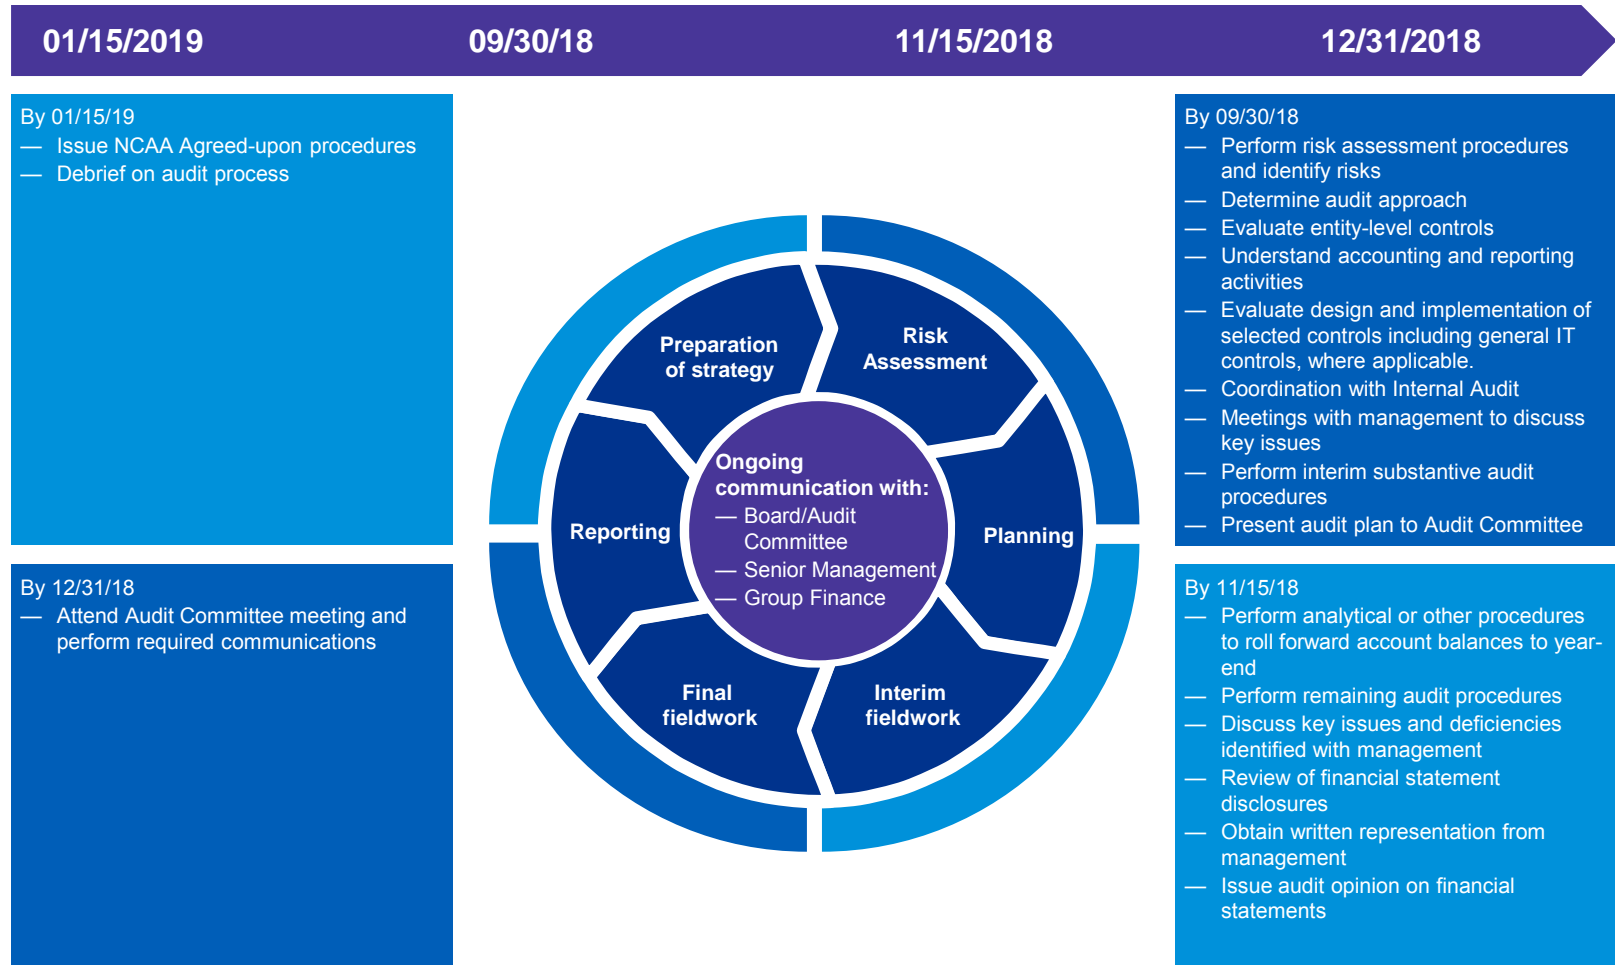 01/15/2019 09/30/18 11/15/2018 12/31/2018
By 01/15/19
— Issue NCAA Agreed-upon procedures
— Debrief on audit process
By 12/31/18
— Attend Audit Committee meeting and
perform required communications
Preparation
of strategy
Risk
Assessment
Planning
Interim
fieldwork
Final
fieldwork
Reporting
Ongoing
communication with:
— Board/Audit
Committee
— Senior Management
— Group Finance
By 09/30/18
— Perform risk assessment procedures
and identify risks
— Determine audit approach
— Evaluate entity-level controls
— Understand accounting and reporting
activities
— Evaluate design and implementation of
selected controls including general IT
controls, where applicable.
— Coordination with Internal Audit
— Meetings with management to discuss
key issues
— Perform interim substantive audit
procedures
— Present audit plan to Audit Committee
By 11/15/18
— Perform analytical or other procedures
to roll forward account balances to year-
end
— Perform remaining audit procedures
— Discuss key issues and deficiencies
identified with management
— Review of financial statement
disclosures
— Obtain written representation from
management
— Issue audit opinion on financial
statements